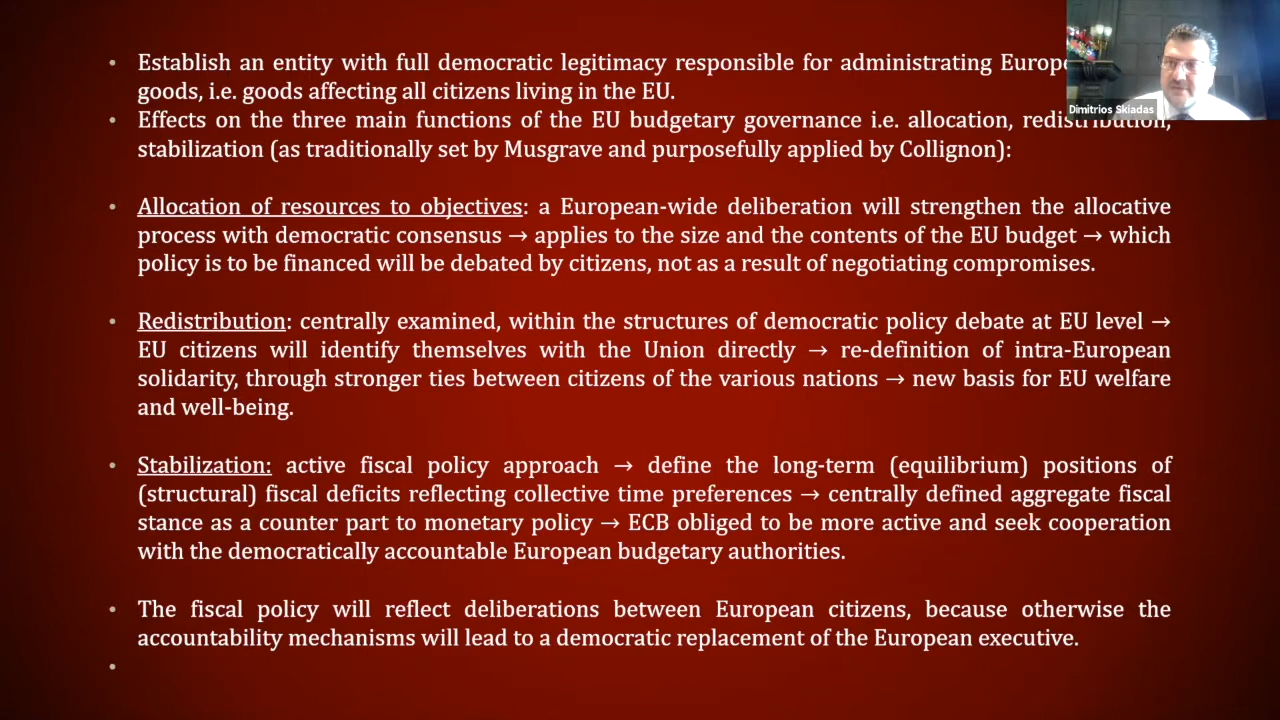 • Establish an entity with full democratic legitimacy responsible for administrating
goods, i.e. goods affecting all citizens living in the EU.
• Effects on the three main functions of the EU budgetary governance i.e. allocation, redistribution,
stabilization (as traditionally set by Musgrave and purposefully applied by Collignon):
• Allocation of resources to objectives: a European-wide deliberation will strengthen the allocative
process with democratic consensus → applies to the size and the contents of the EU budget → which
policy is to be financed will be debated by citizens, not as a result of negotiating compromises.
• Redistribution: centrally examined, within the structures of democratic policy debate at EU level →
EU citizens will identify themselves with the Union directly → re-definition of intra-European
solidarity, through stronger ties between citizens of the various nations → new basis for EU welfare
and well-being.
• Stabilization: active fiscal policy approach → define the long-term (equilibrium) positions of
(structural) fiscal deficits reflecting collective time preferences → centrally defined aggregate fiscal
stance as a counter part to monetary policy → ECB obliged to be more active and seek cooperation
with the democratically accountable European budgetary authorities.
• The fiscal policy will reflect deliberations between European citizens, because otherwise the
accountability mechanisms will lead to a democratic replacement of the European executive.
•
Dimitrios Skiadas